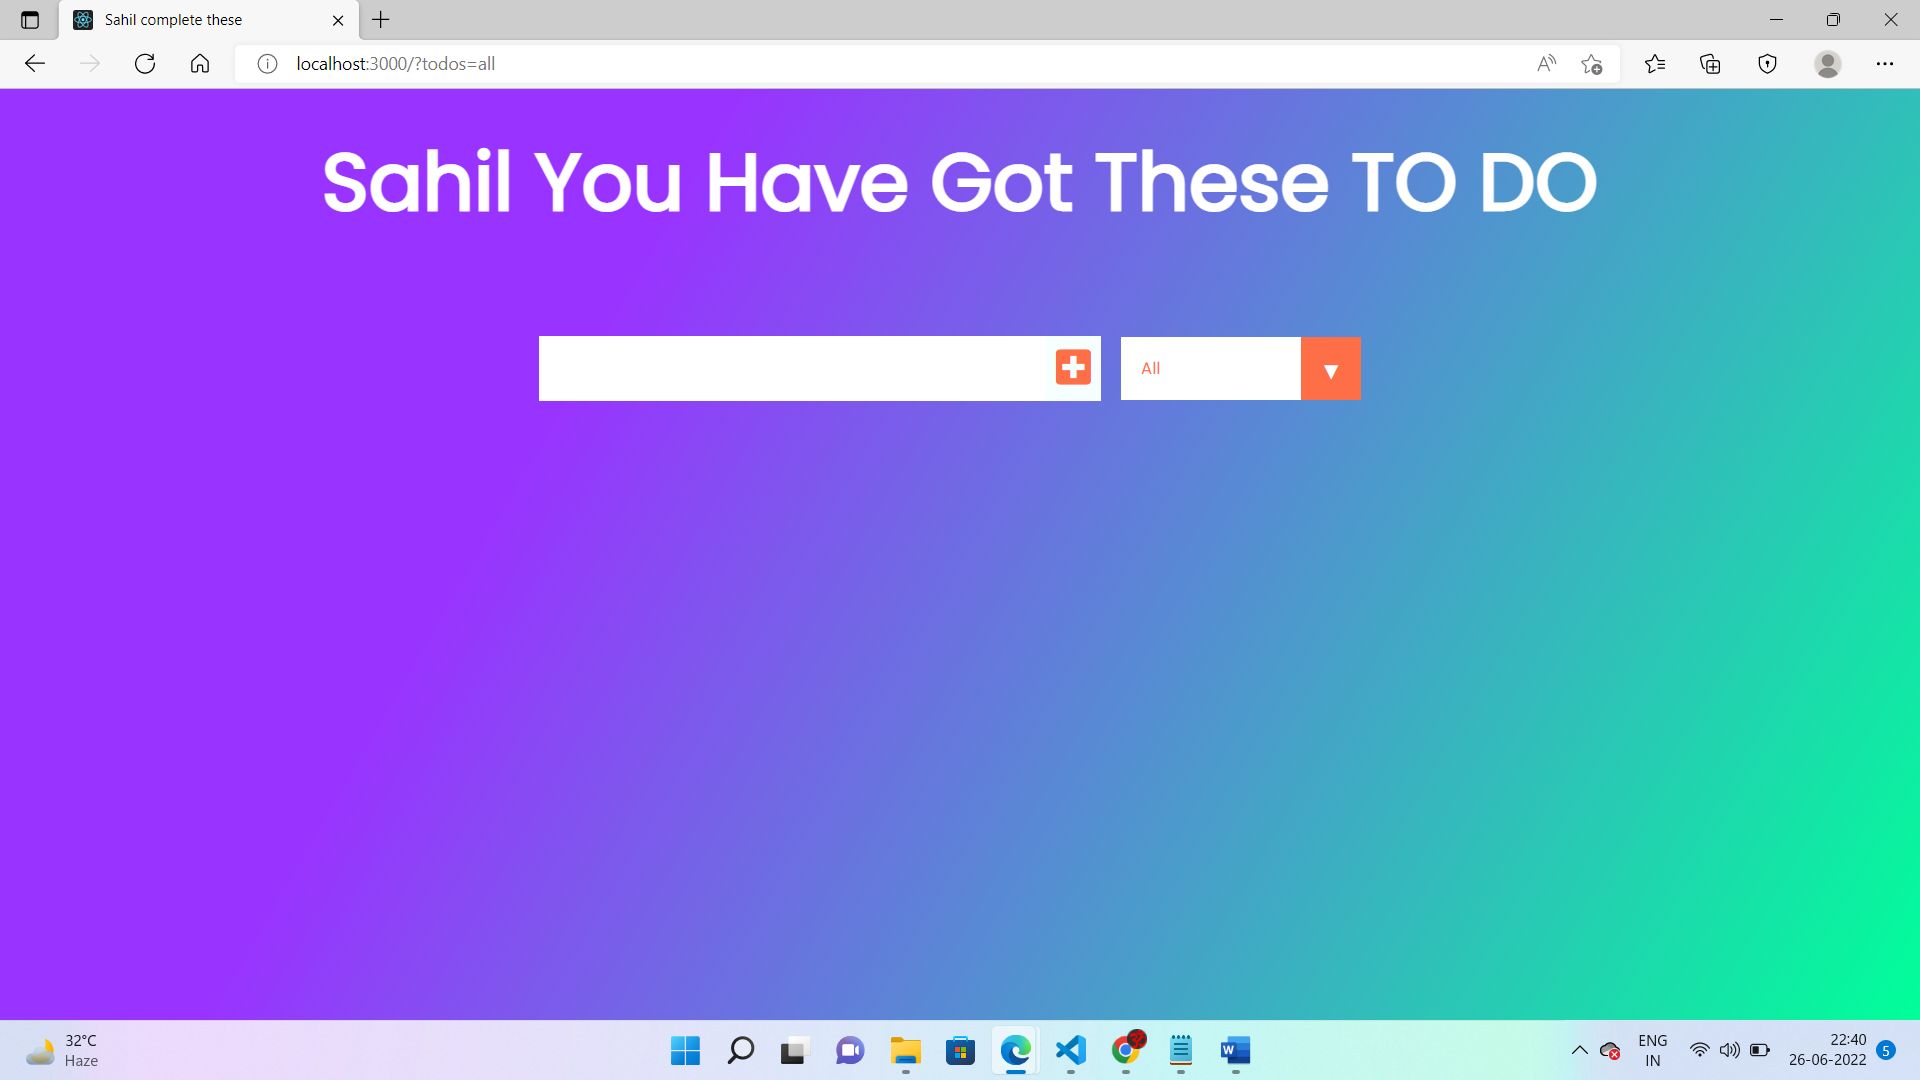 Sahil complete these
localhost:3000/?todos=all
Sahil You Have Got These TO DO
All
32°C
Haze
ENG
IN
22:40
26-06-2022
5